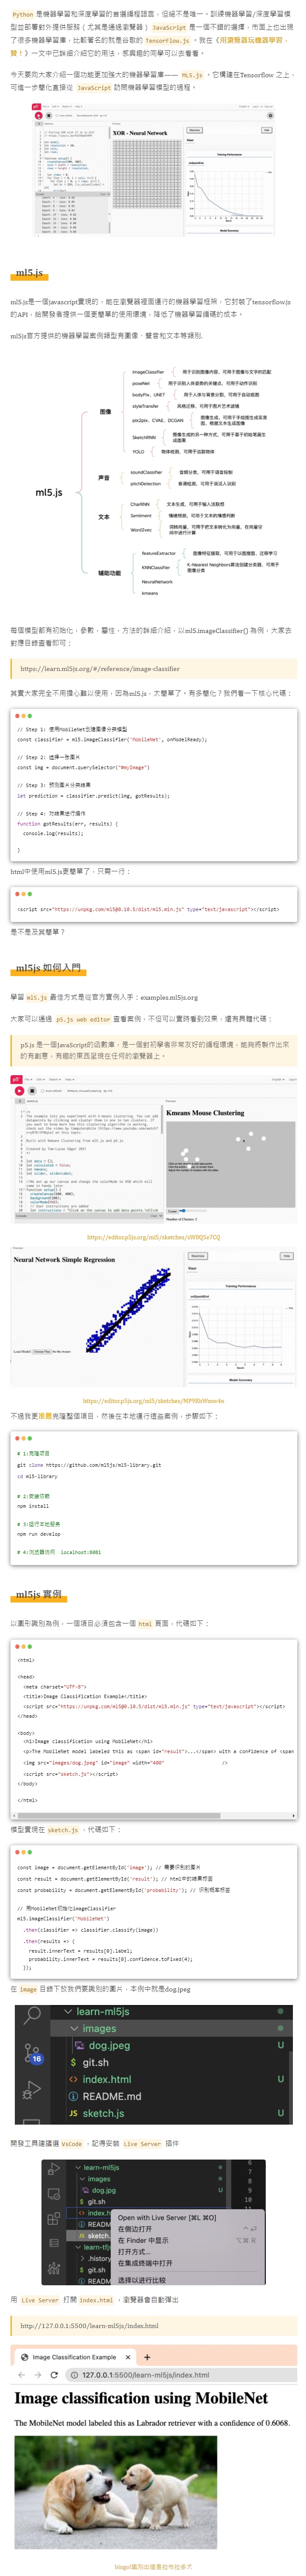 Python 是機器學習和深度學習的首選編程語言，但絕不是唯一。訓練機器學習/深度學習模
型並部署對外提供服務（尤其是通過瀏覽器）JavaScript 是一個不錯的選擇，市面上也出現
了很多機器學習庫，比較著名的就是谷歌的 TensorFlow.js 。我在《用瀏覽器玩機器學習，
贊！》一文中已詳細介紹它的用法，感興趣的同學可以去看看。
今天要向大家介紹一個功能更加強大的機器學習庫—— ML5.js ，它構建在Tensorflow 之上，
可進一步簡化直接從 JavaScript 訪問機器學習模型的過程。
XOR - Neural Network
Training Performance
ml5.js
ml5.js是一個javascript實現的，能在瀏覽器裡面運行的機器學習框架，它封裝了tensorflow.js
的API，給開發者提供一個更簡單的使用環境，降低了機器學習編碼的成本。
ml5js官方提供的機器學習案例類型有圖像、聲音和文本等類別.
ml5.js
图像
imageClassifier
用于识别图像内容，可用于图像与文字的匹配
poseNet
用于识别人体姿势的关键点，可用于动作识别
bodyPix、UNET
用于人体与背景分割，可用于自动抠图
styleTransfer
风格迁移，可用于图片艺术滤镜
pix2pix、CVAE、DCGAN
图像生成，可用于手绘图生成实景
图，根据文本生成图像
SketchRNN
图像生成的另一种方式，可用于基于初始笔画生
成图案
YOLO
物体检测，可用于追踪物体
声音
soundClassifier
音频分类，可用于语音控制
pitchDetection
音调检测，可用于说话人识别
文本
CharRNN
文本生成，可用于输入法联想
Sentiment
情绪预测，可用于文本的情感判断
Word2vec
词转向量，可用于把文本转化为向量，在向量空
间中进行计算
辅助功能
featureExtractor
图像特征提取，可用于以图搜图，迁移学习
KNNClassifier
K-Nearest Neighbors算法创建分类器，可用于
图像分类
NeuralNetwork
kmeans
每個模型都有初始化，參數，屬性，方法的詳細介紹，以ml5.imageClassifier() 為例，大家去
對應目錄查看即可：
https://learn.ml5js.org/#/reference/image-classifier
其實大家完全不用擔心難以使用，因為ml5.js，太簡單了。有多簡化？我們看一下核心代碼：
// Step 1: 使用MobileNet创建图像分类模型
const classifier = ml5.imageClassifier('MobileNet', onModelReady);
// Step 2: 选择一张图片
const img = document.querySelector("#myImage")
// Step 3: 预测图片分类结果
let prediction = classifier.predict(img, gotResults);
// Step 4: 对结果进行操作
function gotResults(err, results) {
console.log(results);
}
html中使用ml5.js更簡單了，只需一行：
<script src="https://unpkg.com/ml5@0.10.5/dist/ml5.min.js" type="text/javascript"></script>
是不是及其簡單？
ml5js 如何入門
學習 ml5.js 最佳方式是從官方實例入手：examples.ml5js.org
大家可以通過 p5.js web editor 查看案例，不但可以實時看到效果，還有具體代碼：
p5.js 是一個JavaScript的函數庫，是一個對初學者非常友好的編程環境，能夠將製作出來
的有創意、有趣的東西呈現在任何的瀏覽器上。
Kmeans Mouse Clustering
https://editor.p5js.org/ml5/sketches/sW0Q5e7CQ
Neural Network Simple Regression
Training Performance
不過我更推薦克隆整個項目，然後在本地運行這些案例，步驟如下：
# 1:克隆项目
git clone https://github.com/ml5js/ml5-library.git
cd ml5-library
# 2:安装依赖
npm install
# 3:运行本地服务
npm run develop
# 4:浏览器访问 localhost:8081
ml5js 實例
以圖形識別為例，一個項目必須包含一個 html 頁面，代碼如下：
<html>
<head>
<meta charset="UTF-8">
<title>Image Classification Example</title>
<script src="https://unpkg.com/ml5@0.10.5/dist/ml5.min.js" type="text/javascript"></script>
</head>
<body>
<h1>Image classification using MobileNet</h1>
<p>The MobileNet model labeled this as <span id="result">...</span> with a confidence of <span
<img src="images/dog.jpeg" id="image" width="400" />
<script src="sketch.js"></script>
</body>
</html>
模型實現在 sketch.js ，代碼如下：
const image = document.getElementById('image'); // 需要识别的图片
const result = document.getElementById('result'); // html中的结果标签
const probability = document.getElementById('probability'); // 识别概率标签
// 用MobileNet初始化imageClassifier
ml5.imageClassifier('MobileNet')
.then(classifier => classifier.classify(image))
.then(results => {
result.innerText = results[0].label;
probability.innerText = results[0].confidence.toFixed(4);
});
在 image 目錄下放我們要識別的圖片，本例中就是dog.jpeg
learn-ml5js
images
dog.jpeg U
git.sh
index.html U
README.md
sketch.js U
16
開發工具建議選 VsCode ，記得安裝 Live Server 插件
learn-ml5js
images
dog.jpg
git.sh
Open with Live Server [⌘L ⌘O]
在侧边打开
在 Finder 中显示
打开方式...
在集成终端中打开
选择以进行比较
用 Live Server 打開 index.html ，瀏覽器會自動彈出
http://127.0.0.1:5500/learn-ml5js/index.html
Image Classification Example
127.0.0.1:5500/learn-ml5js/index.html
Image classification using MobileNet
The MobileNet model labeled this as Labrador retriever with a confidence of 0.6068.
bingo!識別出這是拉布拉多犬